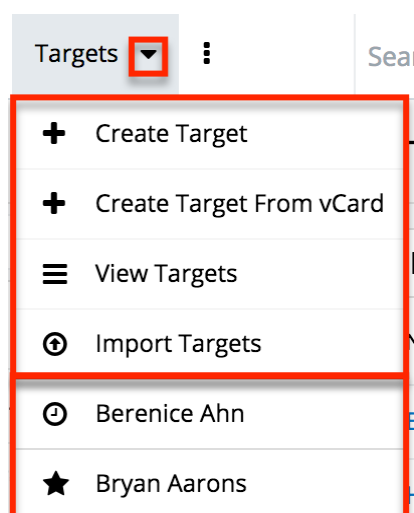 Targets
Sear
Create Target
Create Target From vCard
View Targets
Import Targets
Berenice Ahn
Bryan Aarons